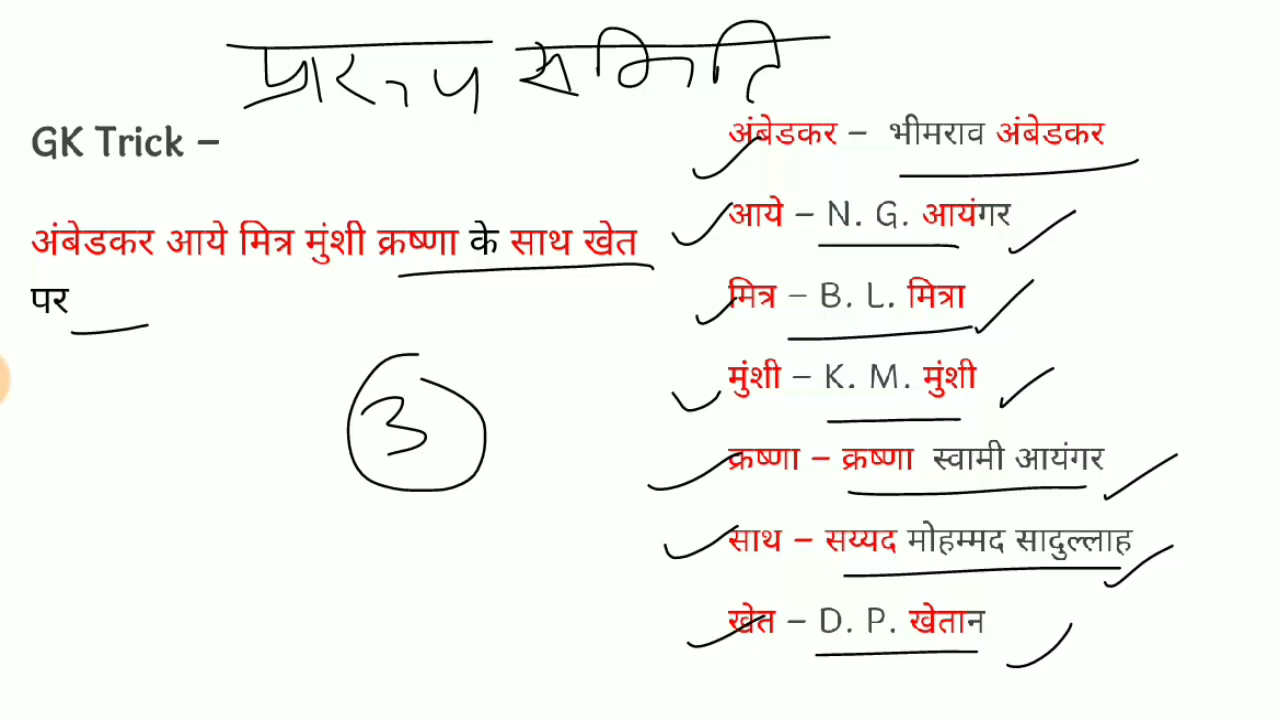 प्रारुप समिति
GK Trick –
अंबेडकर आये मित्र मुंशी क्रष्णा के साथ खेत
पर
3
अंबेडकर – भीमराव अंबेडकर
आये – N. G. आयंगर
मित्र – B. L. मित्रा
मुंशी – K. M. मुंशी
क्रष्णा – क्रष्णा स्वामी आयंगर
साथ – सय्यद मोहम्मद सादुल्लाह
खेत – D. P. खेतान